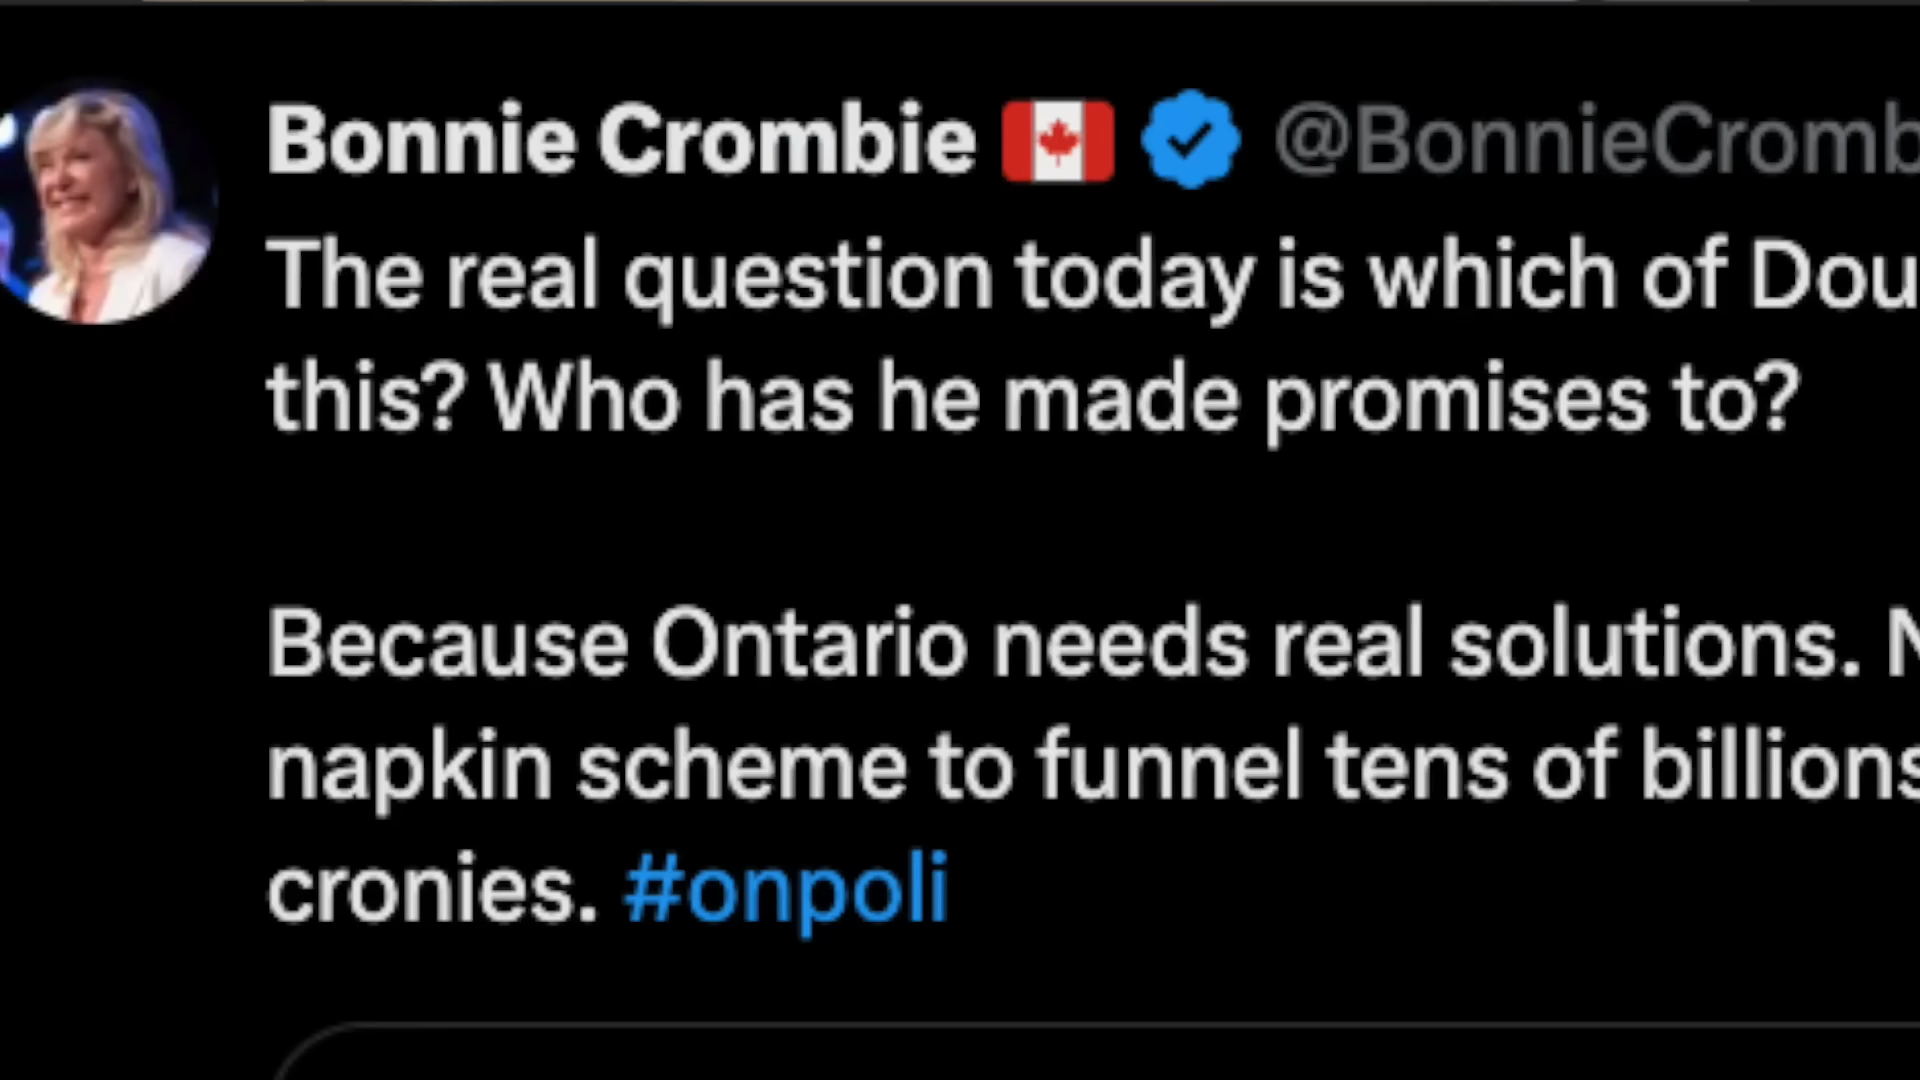 Bonnie Crombie @BonnieCromb
The real question today is which of Dou
this? Who has he made promises to?
Because Ontario needs real solutions. N
napkin scheme to funnel tens of billions
cronies. #onpoli